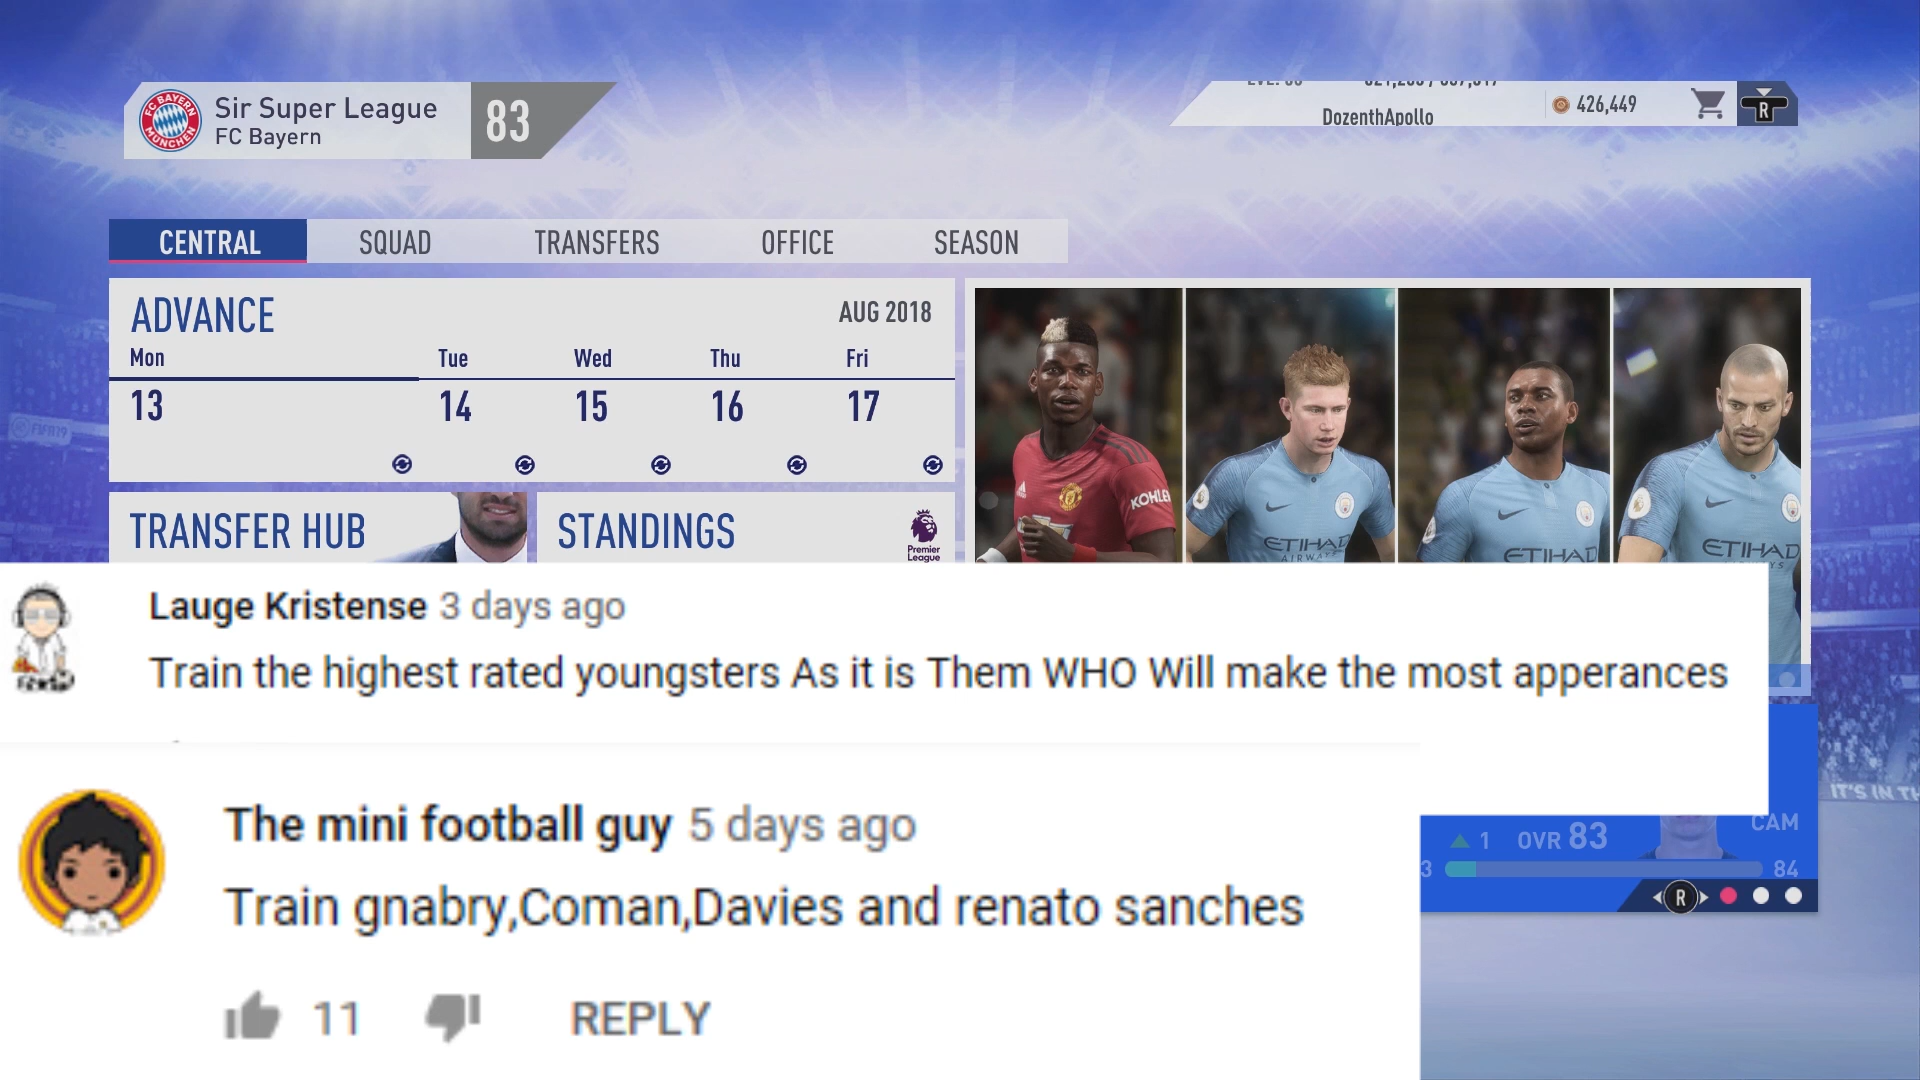 Sir Super League
FC Bayern
83
DozenthApollo
426,449
R
CENTRAL
SQUAD
TRANSFERS
OFFICE
SEASON
ADVANCE
AUG 2018
Mon
Tue
Wed
Thu
Fri
13
14
15
16
17
TRANSFER HUB
STANDINGS
Premier
League
KOHLE
ETIHAD
AIRWAYS
ETIHAD
ETIHAD
FIFA19
Lauge Kristense 3 days ago
Train the highest rated youngsters As it is Them WHO Will make the most apperances
The mini football guy 5 days ago
Train gnabry,Coman,Davies and renato sanches
11
REPLY
IT'S IN TH
CAM
1 OVR 83
3
84
R